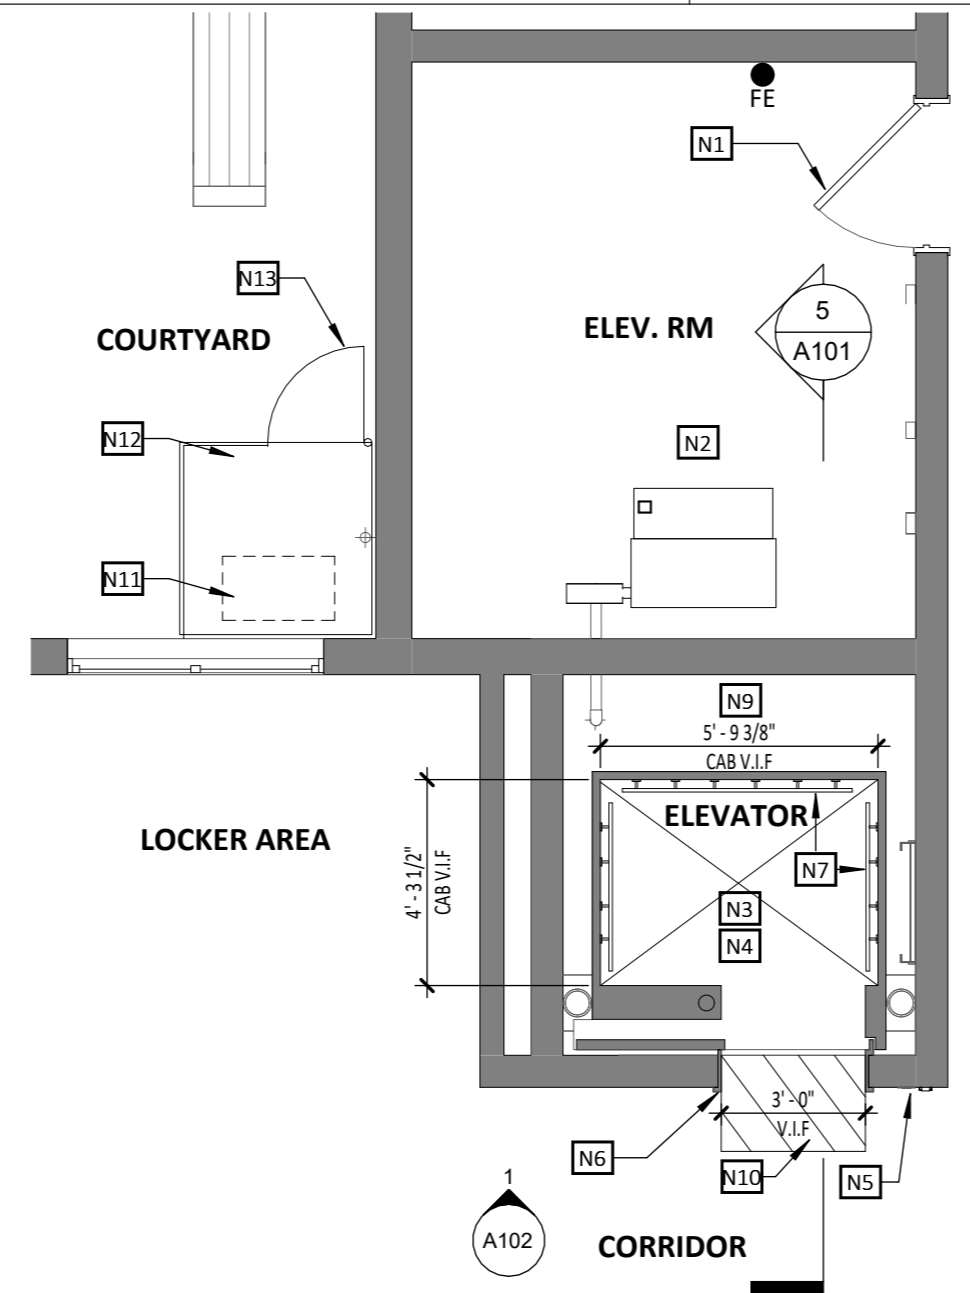 FE
N1
N13
COURTYARD
ELEV. RM
5
A101
N12
N2
N11
N9
5' - 9 3/8"
CAB V.I.F
ELEVATOR
LOCKER AREA
4' - 3 1/2"
CAB V.I.F
N7
N3
N4
3' - 0"
V.I.F
N6
N10
N5
1
A102
CORRIDOR